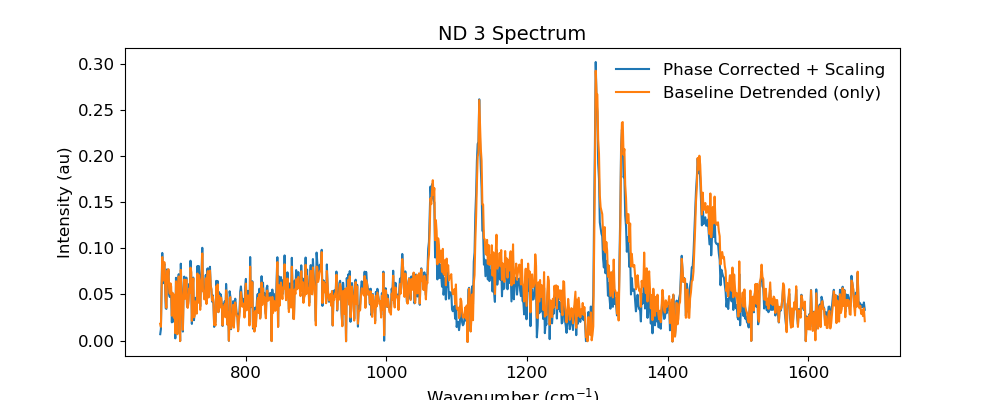 ND 3 Spectrum
Phase Corrected + Scaling
Baseline Detrended (only)
Intensity (au)
0.30
0.25
0.20
0.15
0.10
0.05
0.00
800 1000 1200 1400 1600
Wavenumber (cm⁻¹)